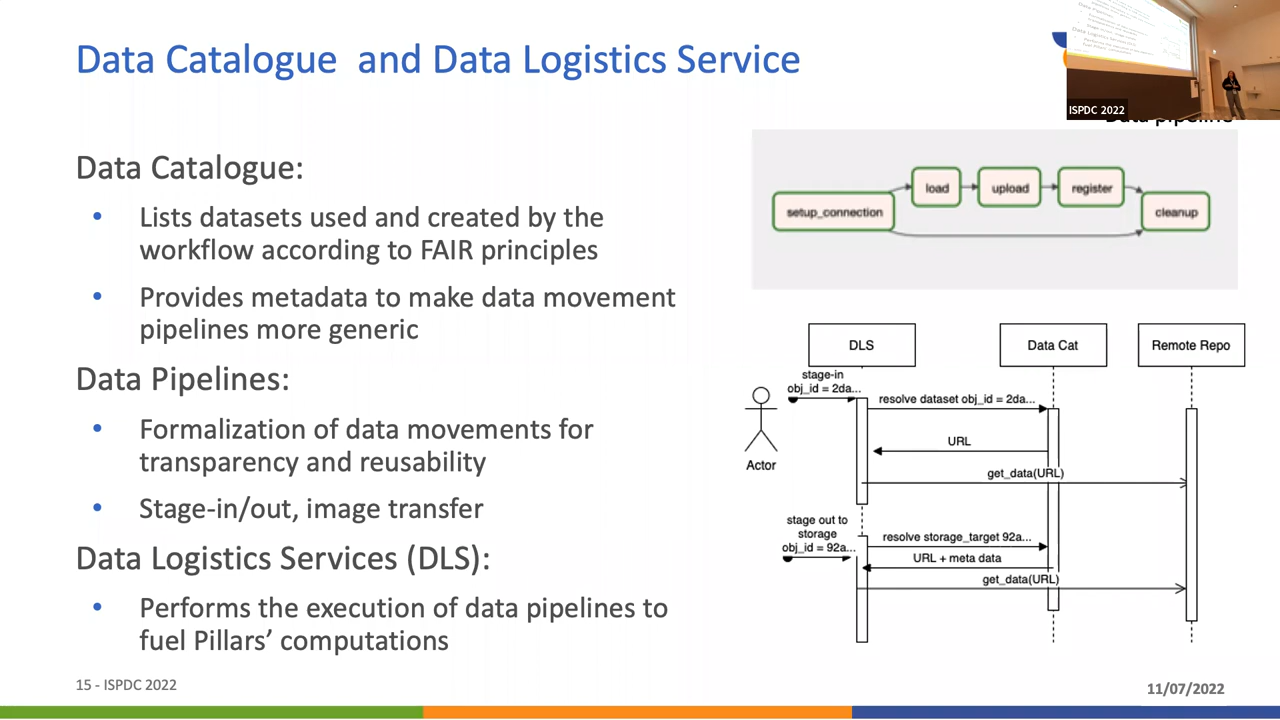 Data Catalogue and Data Logistics Service
ISPDC 2022
Data pipeline
Data Catalogue:
• Lists datasets used and created by the
workflow according to FAIR principles
• Provides metadata to make data movement
pipelines more generic
Data Pipelines:
• Formalization of data movements for
transparency and reusability
• Stage-in/out, image transfer
Data Logistics Services (DLS):
• Performs the execution of data pipelines to
fuel Pillars’ computations
setup_connection
load
upload
register
cleanup
DLS
Data Cat
Remote Repo
stage-in
obj_id = 2da...
resolve dataset obj_id = 2da...
URL
get_data(URL)
Actor
stage out to
storage
obj_id = 92a...
resolve storage_target 92a...
URL + meta data
get_data(URL)
15 - ISPDC 2022
11/07/2022